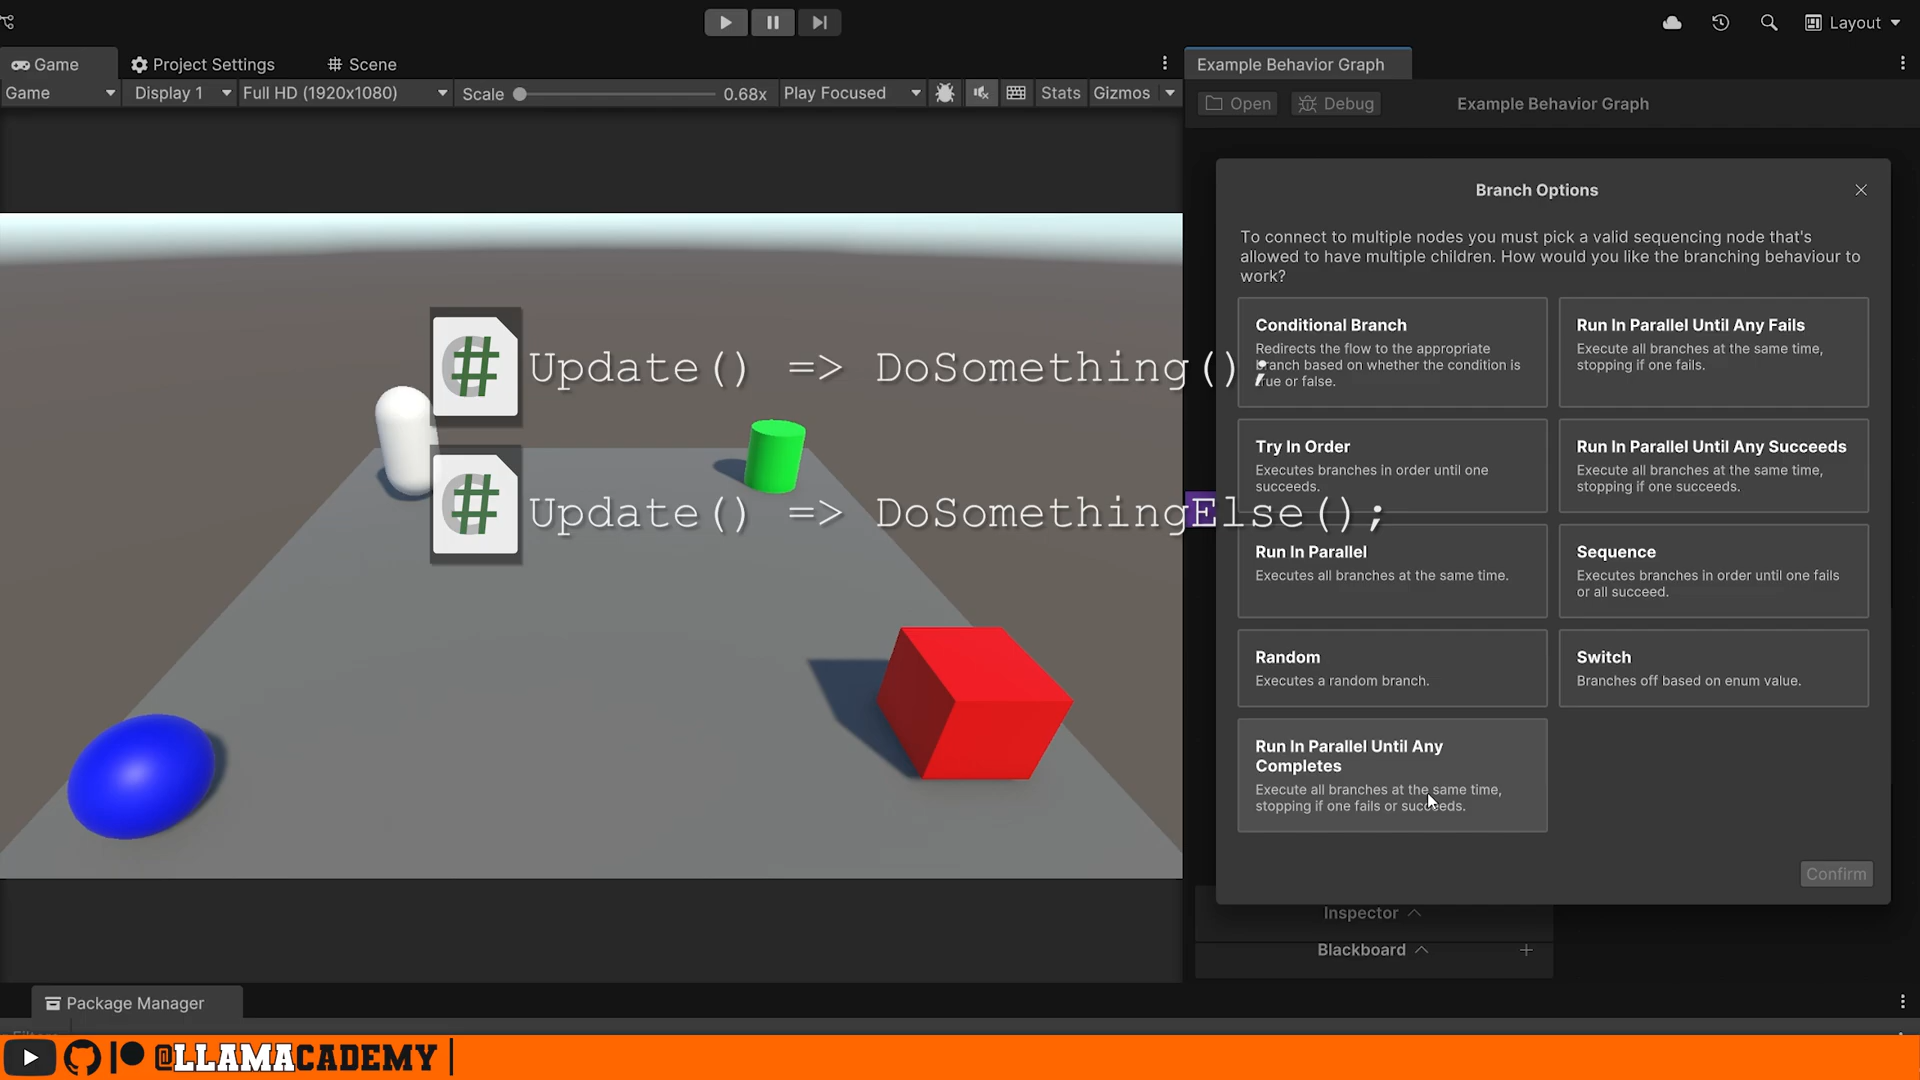 Layout
Game
Project Settings
Scene
Example Behavior Graph
Game
Display 1
Full HD (1920x1080)
Scale
0.68x
Play Focused
Stats
Gizmos
Open
Debug
Example Behavior Graph
Branch Options
To connect to multiple nodes you must pick a valid sequencing node that's
allowed to have multiple children. How would you like the branching behaviour to
work?
Conditional Branch
Redirects the flow to the appropriate
branch based on whether the condition is
true or false.
Run In Parallel Until Any Fails
Execute all branches at the same time,
stopping if one fails.
# Update() => DoSomething();
Try In Order
Executes branches in order until one
succeeds.
Run In Parallel Until Any Succeeds
Execute all branches at the same time,
stopping if one succeeds.
# Update() => DoSomethingElse();
Run In Parallel
Executes all branches at the same time.
Sequence
Executes branches in order until one fails
or all succeed.
Random
Executes a random branch.
Switch
Branches off based on enum value.
Run In Parallel Until Any
Completes
Execute all branches at the same time,
stopping if one fails or succeeds.
Confirm
Inspector
Blackboard
Package Manager
@LLAMACADEMY